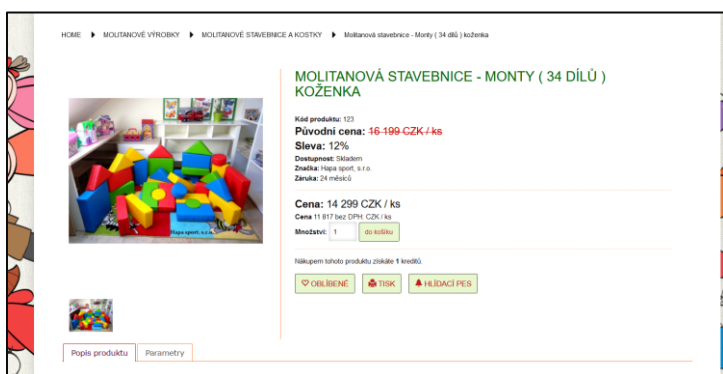 HOME ▶ MOLITANOVÉ VÝROBKY ▶ MOLITANOVÉ STAVEBNICE A KOSTKY ▶ Molitanová stavebnice - Monty ( 34 dílů ) koženka
MOLITANOVÁ STAVEBNICE - MONTY ( 34 DÍLŮ )
KOŽENKA
Kód produktu: 123
Původní cena: 16 199 CZK / ks
Sleva: 12%
Dostupnost: Skladem
Značka: Hapa sport, s.r.o.
Záruka: 24 měsíců
Cena: 14 299 CZK / ks
Cena 11 817 bez DPH CZK / ks
Množství: 1 do košíku
Nákupem tohoto produktu získáte 1 kreditů.
OBLÍBENÉ TISK HLÍDACÍ PES
Hapa sport, s.r.o.
Popis produktu Parametry